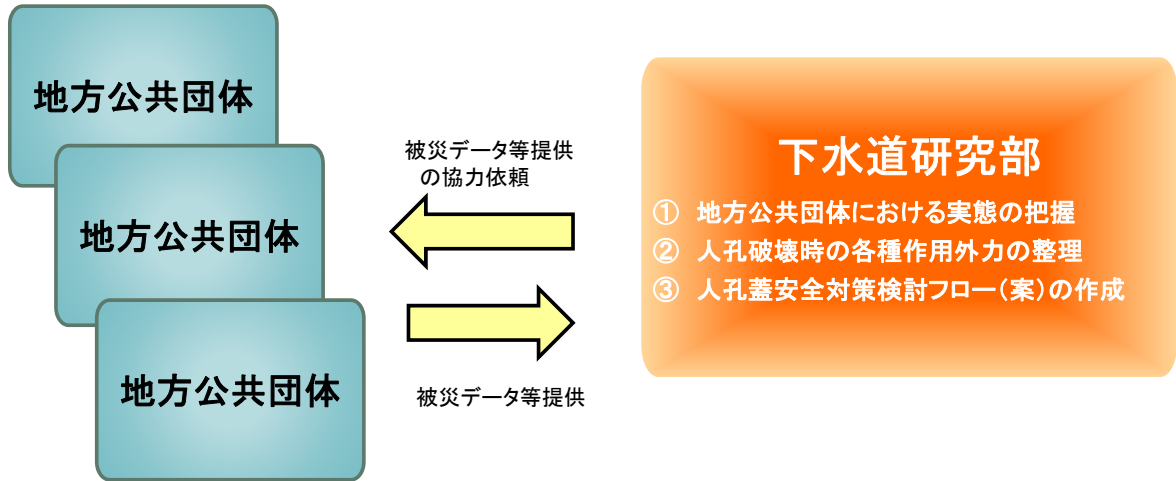 地方公共団体
地方公共団体
地方公共団体
被災データ等提供
の協力依頼
被災データ等提供
下水道研究部
① 地方公共団体における実態の把握
② 人孔破壊時の各種作用外力の整理
③ 人孔蓋安全対策検討フロー(案)の作成